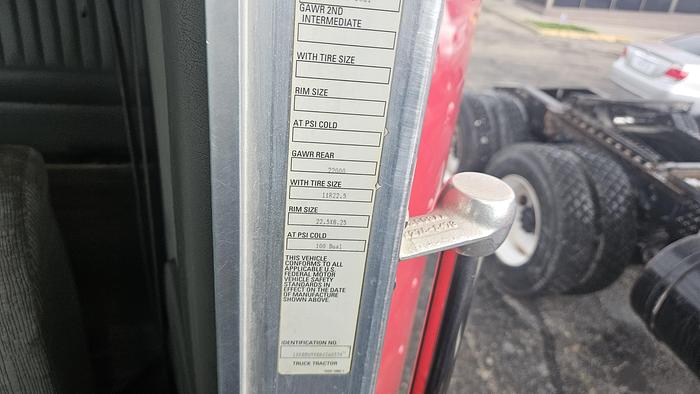 GAWR 2ND
INTERMEDIATE
WITH TIRE SIZE
RIM SIZE
AT PSI COLD
GAWR REAR
22000
WITH TIRE SIZE
11R22.5
RIM SIZE
22.5X8.25
AT PSI COLD
100 Dual
THIS VEHICLE
CONFORMS TO ALL
APPLICABLE U.S.
FEDERAL MOTOR
VEHICLE SAFETY
STANDARDS IN
EFFECT ON THE DATE
OF MANUFACTURE
SHOWN ABOVE.
IDENTIFICATION NO.
TRUCK TRACTOR